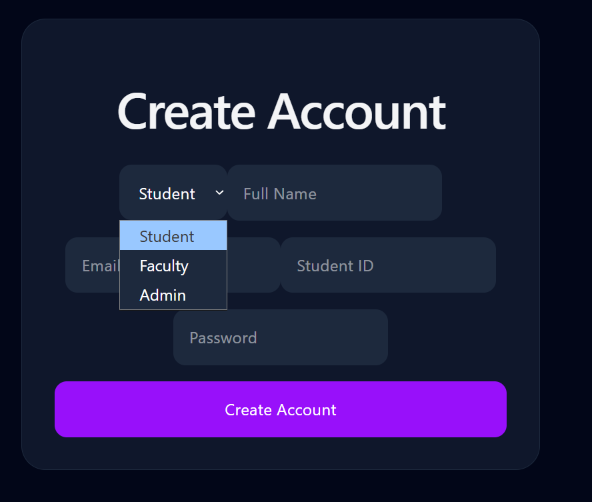 Create Account
Student Full Name
Student
Email Student ID
Faculty
Admin
Password
Create Account